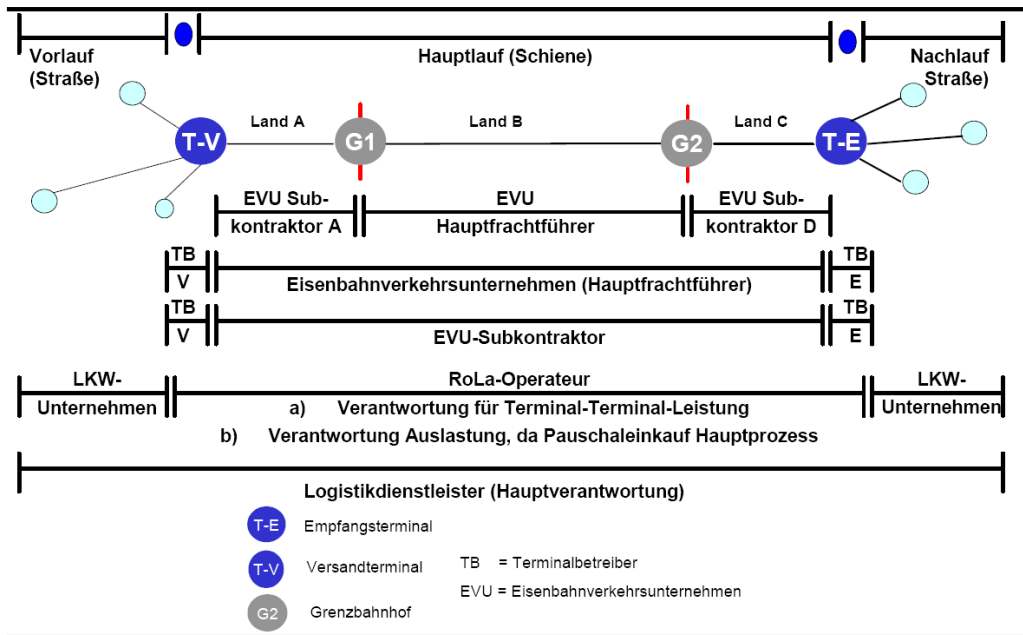 Vorlauf
(Straße)
Hauptlauf (Schiene)
Nachlauf
Straße)
Land A
Land B
Land C
T-V
G1
G2
T-E
EVU Sub-
kontraktor A
EVU
Hauptfrachtführer
EVU Sub-
kontraktor D
TB
V
Eisenbahnverkehrsunternehmen (Hauptfrachtführer)
TB
E
TB
V
EVU-Subkontraktor
TB
E
LKW-
Unternehmen
RoLa-Operateur
LKW-
Unternehmen
a) Verantwortung für Terminal-Terminal-Leistung
b) Verantwortung Auslastung, da Pauschaleinkauf Hauptprozess
Logistikdienstleister (Hauptverantwortung)
T-E Empfangsterminal
T-V Versandterminal
TB = Terminalbetreiber
EVU = Eisenbahnverkehrsunternehmen
G2 Grenzbahnhof